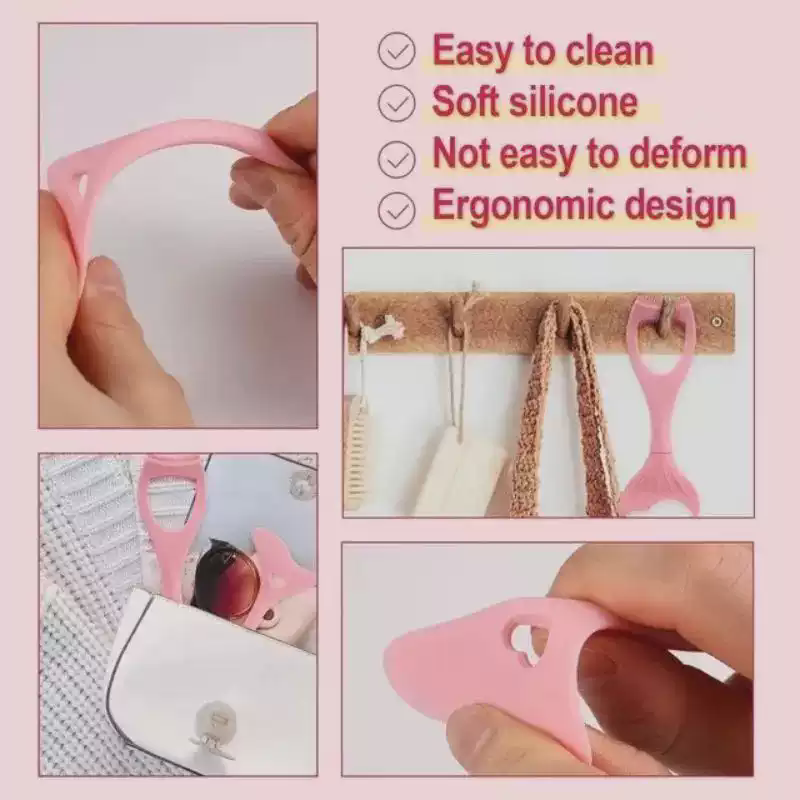 Easy to clean
Soft silicone
Not easy to deform
Ergonomic design